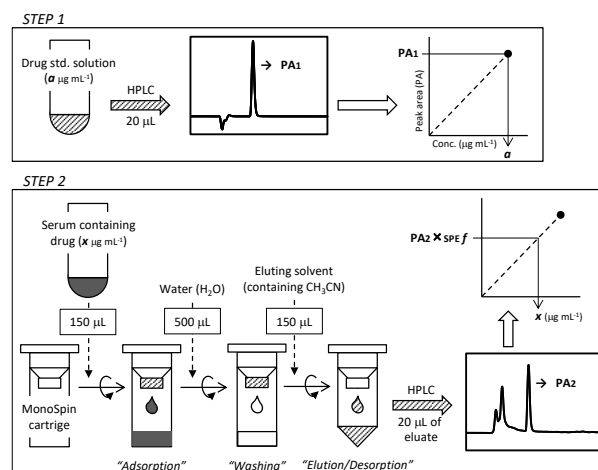 STEP 1
Drug std. solution
(a µg mL⁻¹)
HPLC
20 µL
→ PA1
PA1
Peak area (PA)
Conc. (µg mL⁻¹)
a
STEP 2
Serum containing
drug (x µg mL⁻¹)
150 µL
Water (H₂O)
500 µL
Eluting solvent
(containing CH₃CN)
150 µL
MonoSpin
cartrige
"Adsorption"
"Washing"
"Elution/Desorption"
HPLC
20 µL of
eluate
→ PA2
PA2 × SPE f
x (µg mL⁻¹)